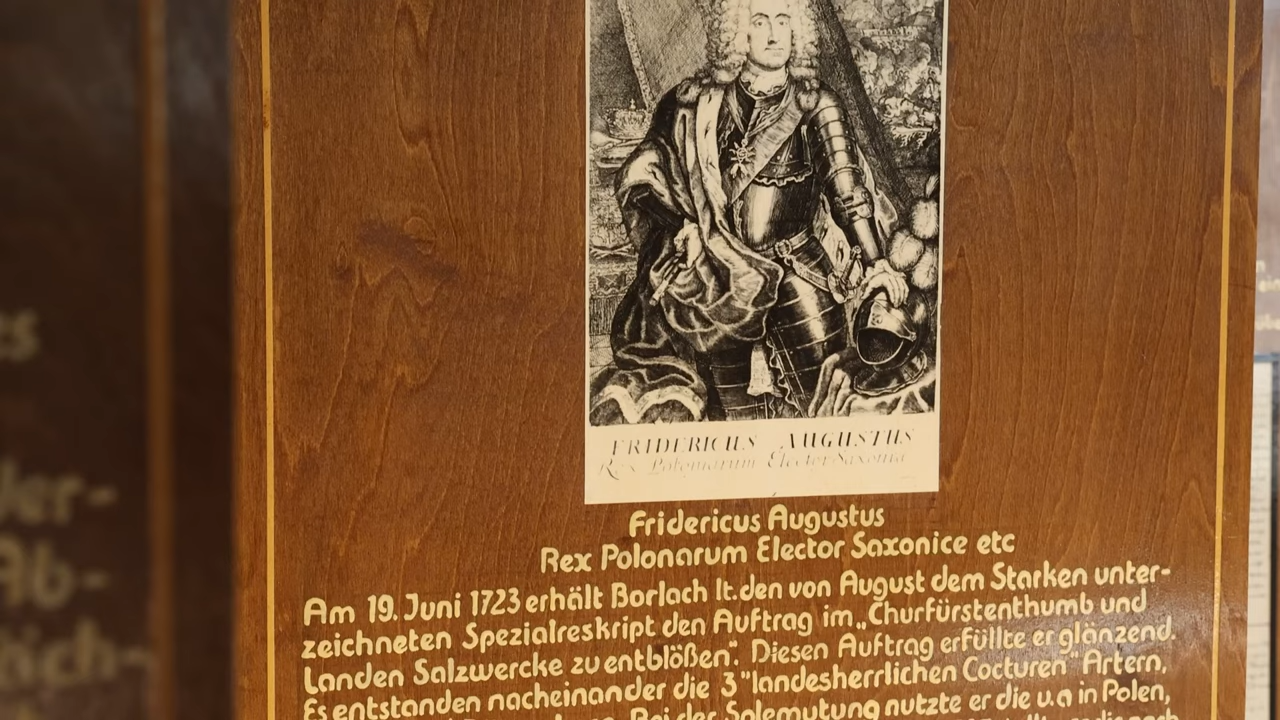 FRIDERICUS AUGUSTUS
Rex Polonarum Elector Saxoniæ
Fridericus Augustus
Rex Polonarum Elector Saxonice etc
Am 19. Juni 1723 erhält Borlach lt. den von August dem Starken unter-
zeichneten Spezialreskript den Auftrag im „Churfürstenthumb und
Landen Salzwercke zu entblößen". Diesen Auftrag erfüllte er glänzend.
Es entstanden nacheinander die 3 "landesherrlichen Cocturen" Artern,
Bei der Solemutung nutzte er die u.a in Polen,
s
der-
Ab-